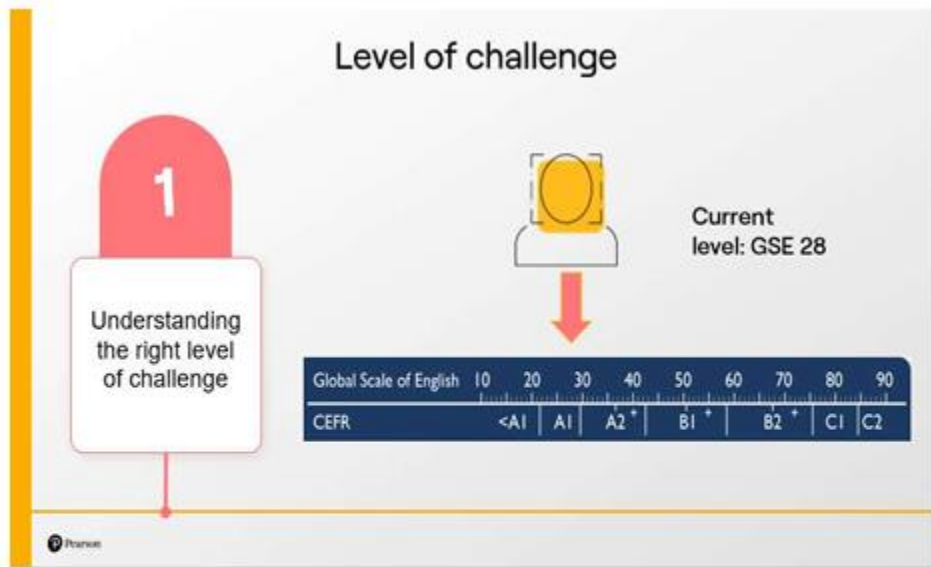 Level of challenge
1
Understanding
the right level
of challenge
Current
level: GSE 28
Global Scale of English 10 20 30 40 50 60 70 80 90
CEFR <A1 A1 A2+ B1+ B2+ C1 C2
Pearson